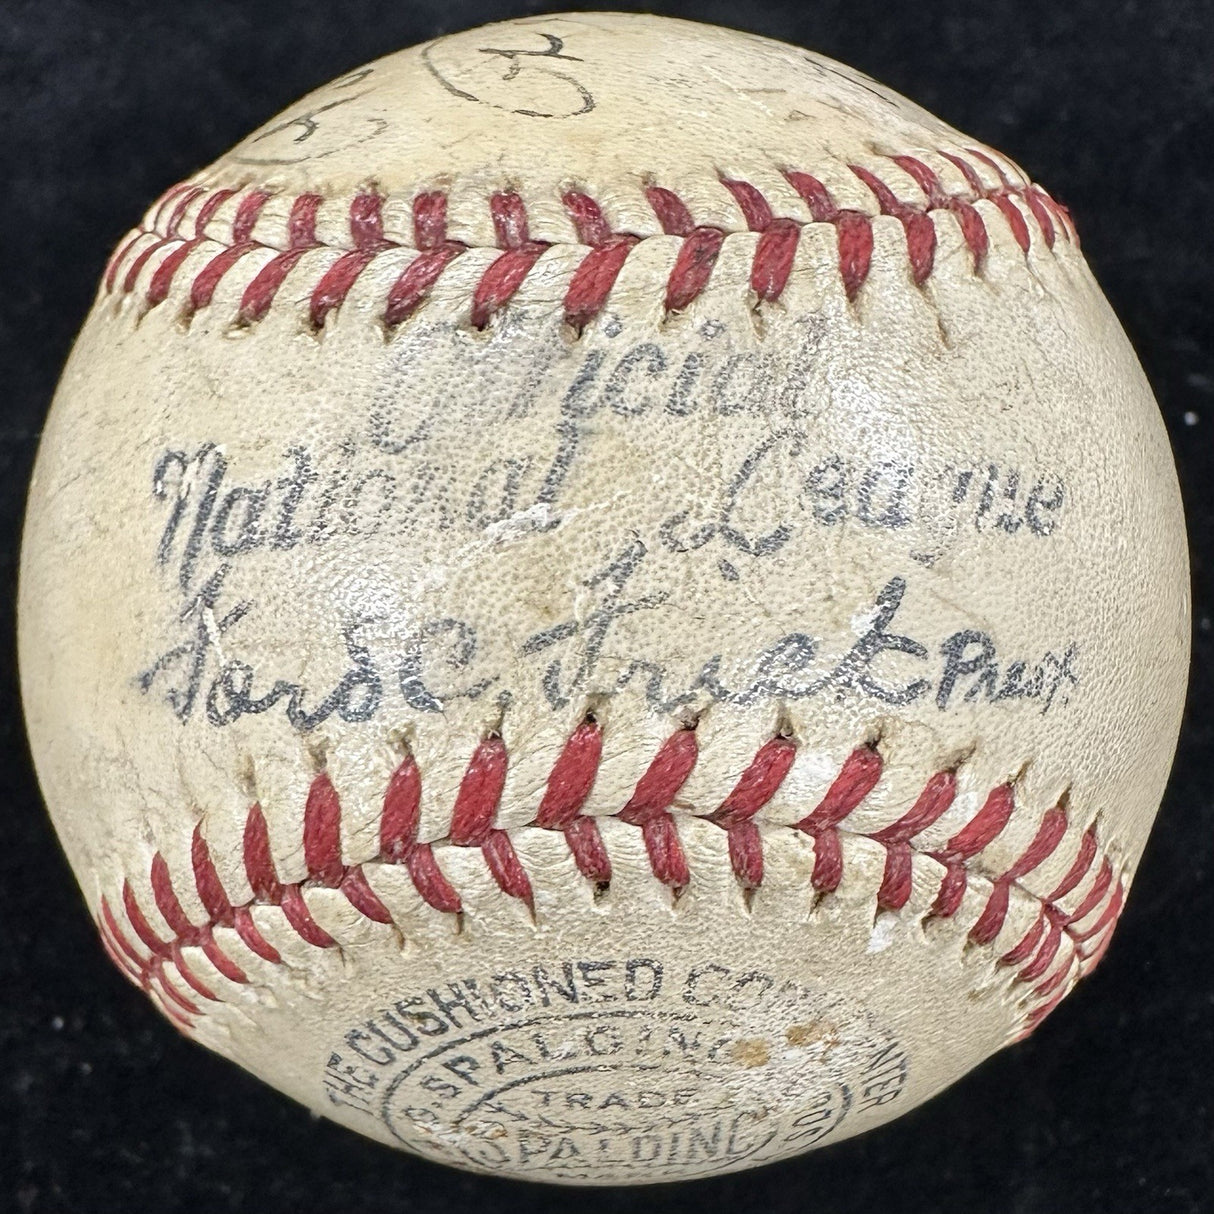 Official
National League
Ford C. Frick Pres't
THE CUSHIONED CORK CENTER
SPALDING
TRADE
SPALDING